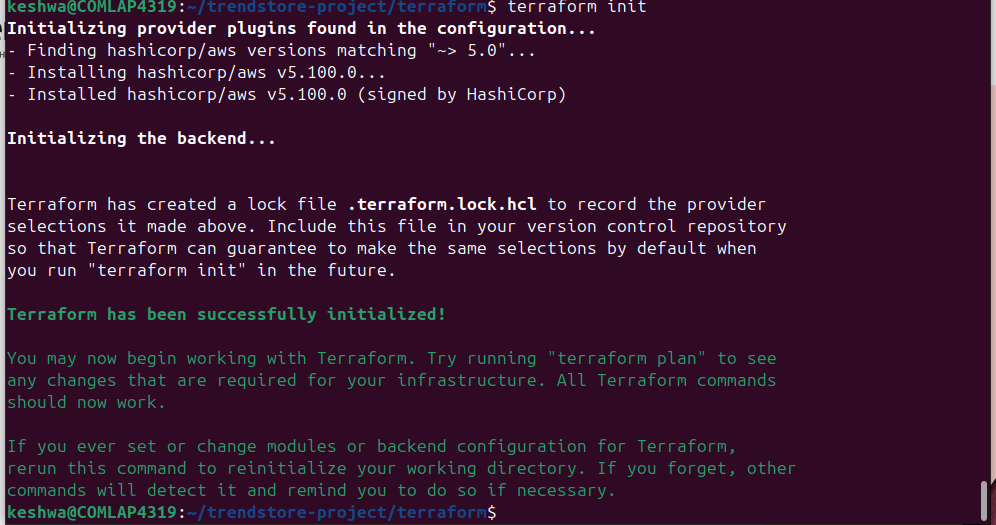 keshwa@COMLAP4319:~/trendstore-project/terraform$ terraform init
Initializing provider plugins found in the configuration...
- Finding hashicorp/aws versions matching "~> 5.0"...
- Installing hashicorp/aws v5.100.0...
- Installed hashicorp/aws v5.100.0 (signed by HashiCorp)
Initializing the backend...
Terraform has created a lock file .terraform.lock.hcl to record the provider
selections it made above. Include this file in your version control repository
so that Terraform can guarantee to make the same selections by default when
you run "terraform init" in the future.
Terraform has been successfully initialized!
You may now begin working with Terraform. Try running "terraform plan" to see
any changes that are required for your infrastructure. All Terraform commands
should now work.
If you ever set or change modules or backend configuration for Terraform,
rerun this command to reinitialize your working directory. If you forget, other
commands will detect it and remind you to do so if necessary.
keshwa@COMLAP4319:~/trendstore-project/terraform$